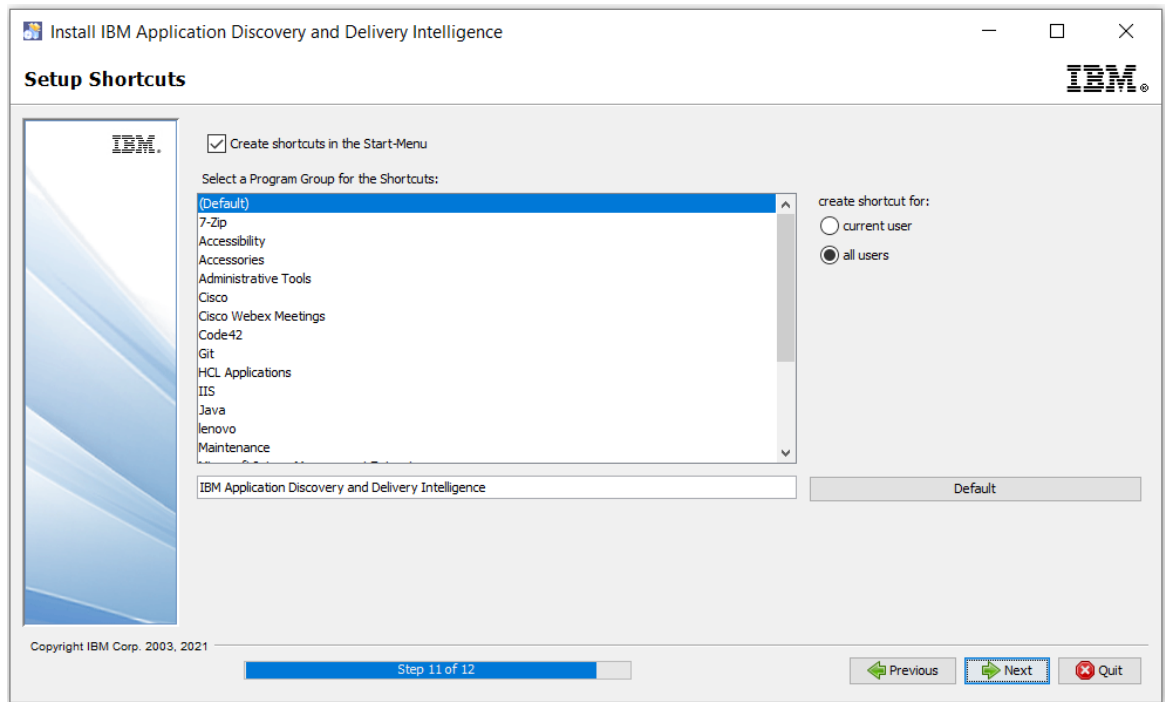 Install IBM Application Discovery and Delivery Intelligence
Setup Shortcuts
IBM®
IBM.
Create shortcuts in the Start-Menu
Select a Program Group for the Shortcuts:
(Default)
7-Zip
Accessibility
Accessories
Administrative Tools
Cisco
Cisco Webex Meetings
Code42
Git
HCL Applications
IIS
Java
lenovo
Maintenance
create shortcut for:
current user
all users
IBM Application Discovery and Delivery Intelligence
Default
Copyright IBM Corp. 2003, 2021
Step 11 of 12
Previous
Next
Quit